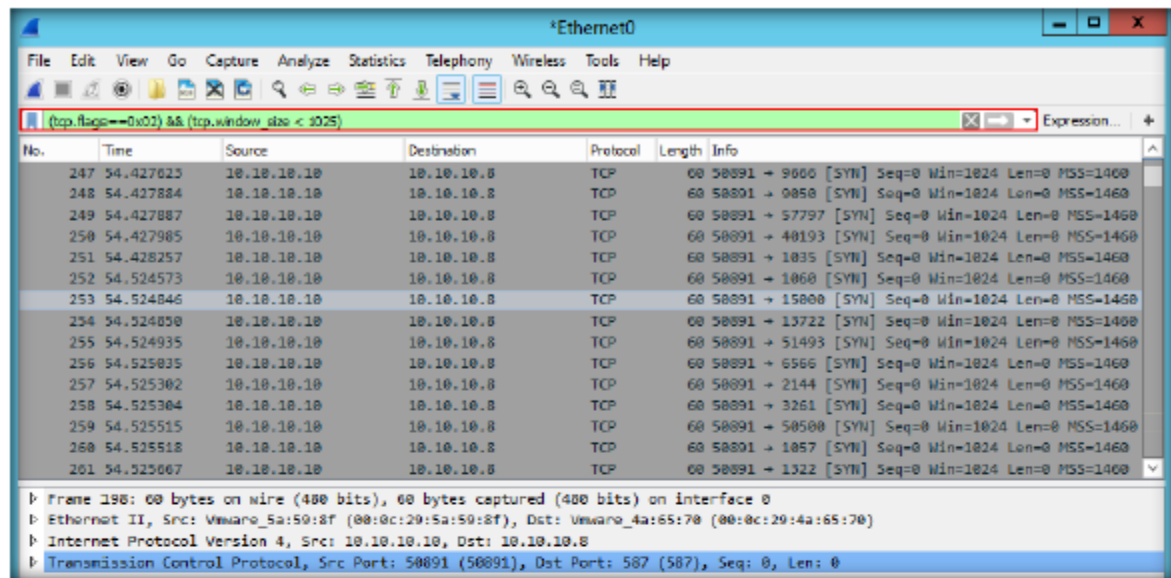 *Ethernet0
File Edit View Go Capture Analyze Statistics Telephony Wireless Tools Help
(tcp.flags==0x02) && (tcp.window_size < 1025) Expression... +
No. Time Source Destination Protocol Length Info
247 54.427623 10.10.10.10 10.10.10.8 TCP 60 50891 → 9666 [SYN] Seq=0 Win=1024 Len=0 MSS=1460
248 54.427884 10.10.10.10 10.10.10.8 TCP 60 50891 → 9050 [SYN] Seq=0 Win=1024 Len=0 MSS=1460
249 54.427887 10.10.10.10 10.10.10.8 TCP 60 50891 → 57797 [SYN] Seq=0 Win=1024 Len=0 MSS=1460
250 54.427985 10.10.10.10 10.10.10.8 TCP 60 50891 → 40193 [SYN] Seq=0 Win=1024 Len=0 MSS=1460
251 54.428257 10.10.10.10 10.10.10.8 TCP 60 50891 → 1035 [SYN] Seq=0 Win=1024 Len=0 MSS=1460
252 54.524573 10.10.10.10 10.10.10.8 TCP 60 50891 → 1060 [SYN] Seq=0 Win=1024 Len=0 MSS=1460
253 54.524846 10.10.10.10 10.10.10.8 TCP 60 50891 → 15000 [SYN] Seq=0 Win=1024 Len=0 MSS=1460
254 54.524850 10.10.10.10 10.10.10.8 TCP 60 50891 → 13722 [SYN] Seq=0 Win=1024 Len=0 MSS=1460
255 54.524935 10.10.10.10 10.10.10.8 TCP 60 50891 → 51493 [SYN] Seq=0 Win=1024 Len=0 MSS=1460
256 54.525035 10.10.10.10 10.10.10.8 TCP 60 50891 → 6566 [SYN] Seq=0 Win=1024 Len=0 MSS=1460
257 54.525302 10.10.10.10 10.10.10.8 TCP 60 50891 → 2144 [SYN] Seq=0 Win=1024 Len=0 MSS=1460
258 54.525304 10.10.10.10 10.10.10.8 TCP 60 50891 → 3261 [SYN] Seq=0 Win=1024 Len=0 MSS=1460
259 54.525515 10.10.10.10 10.10.10.8 TCP 60 50891 → 50500 [SYN] Seq=0 Win=1024 Len=0 MSS=1460
260 54.525518 10.10.10.10 10.10.10.8 TCP 60 50891 → 1057 [SYN] Seq=0 Win=1024 Len=0 MSS=1460
261 54.525667 10.10.10.10 10.10.10.8 TCP 60 50891 → 1322 [SYN] Seq=0 Win=1024 Len=0 MSS=1460
Frame 198: 60 bytes on wire (480 bits), 60 bytes captured (480 bits) on interface 0
Ethernet II, Src: Vmware_5a:59:8f (00:0c:29:5a:59:8f), Dst: Vmware_4a:65:70 (00:0c:29:4a:65:70)
Internet Protocol Version 4, Src: 10.10.10.10, Dst: 10.10.10.8
Transmission Control Protocol, Src Port: 50891 (50891), Dst Port: 587 (587), Seq: 0, Len: 0